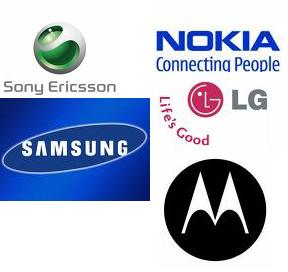 Sony Ericsson
NOKIA
Connecting People
LG
Life's Good
SAMSUNG